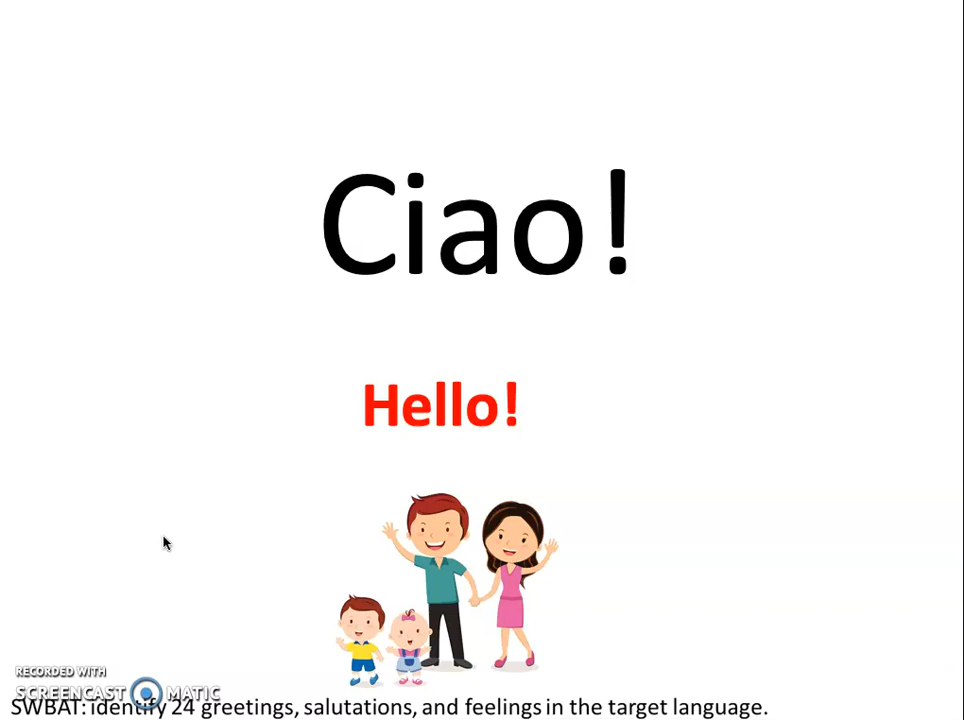 Ciao!
Hello!
RECORDED WITH
SCREENCAST MATIC
SWBAT: identify 24 greetings, salutations, and feelings in the target language.